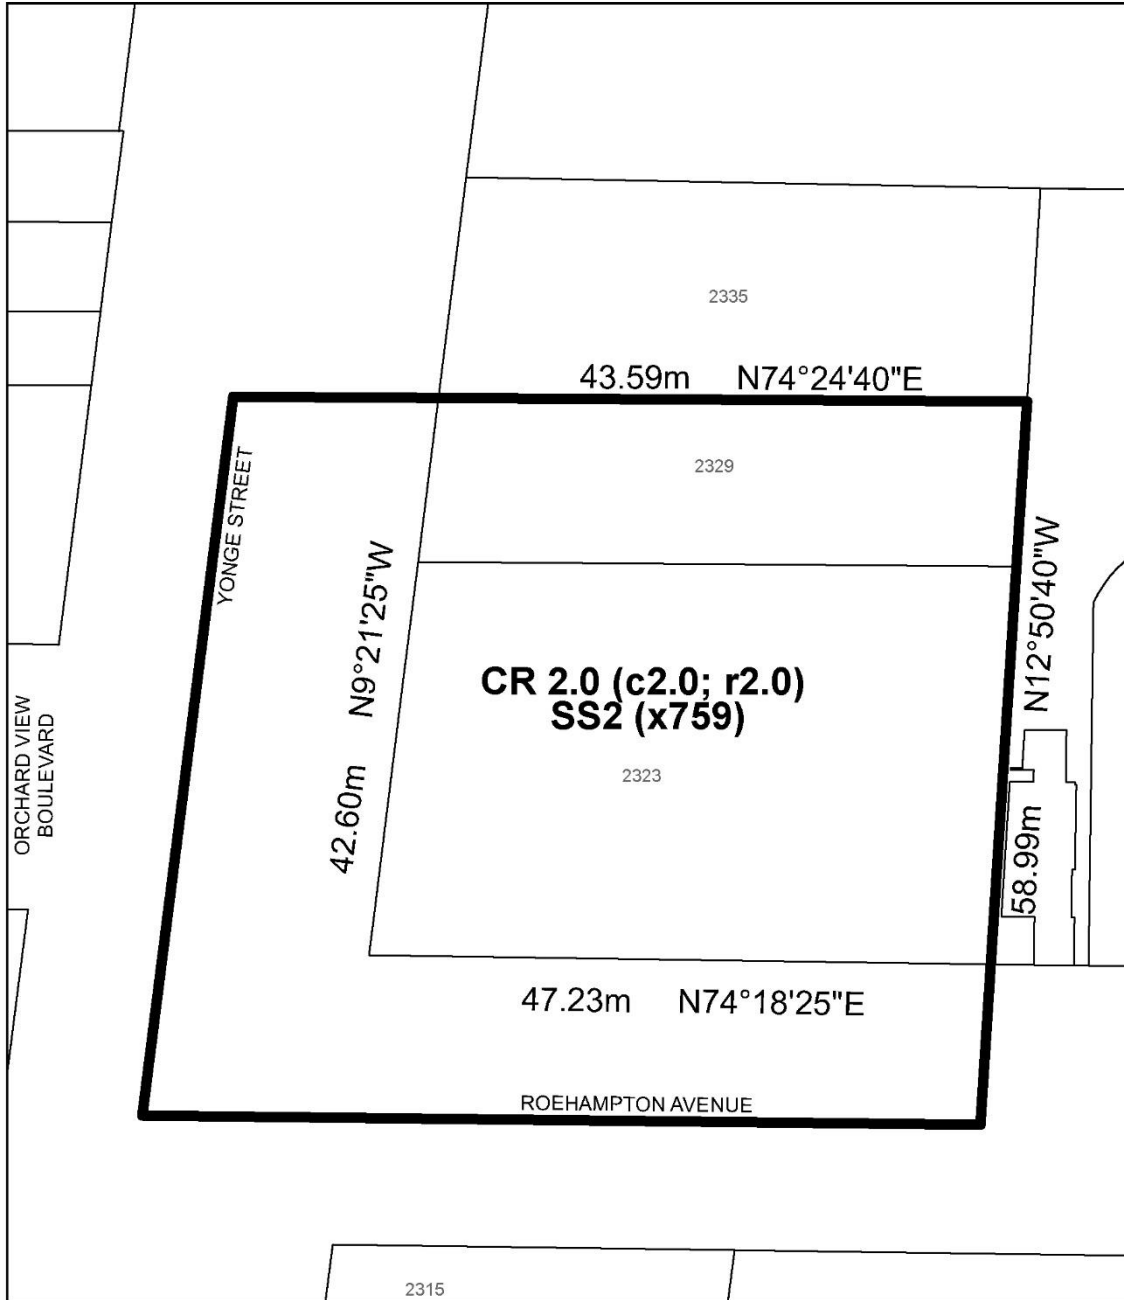 2335
43.59m N74°24'40"E
2329
YONGE STREET
N9°21'25"W
42.60m
N12°50'40"W
58.99m
CR 2.0 (c2.0; r2.0)
SS2 (x759)
2323
ORCHARD VIEW
BOULEVARD
47.23m N74°18'25"E
ROEHAMPTON AVENUE
2315